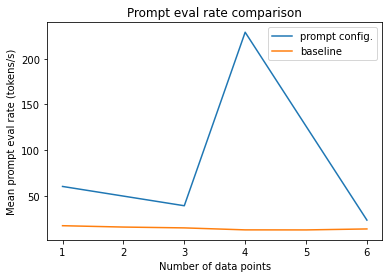 Prompt eval rate comparison
prompt config.
baseline
Mean prompt eval rate (tokens/s)
200
150
100
50
1 2 3 4 5 6
Number of data points